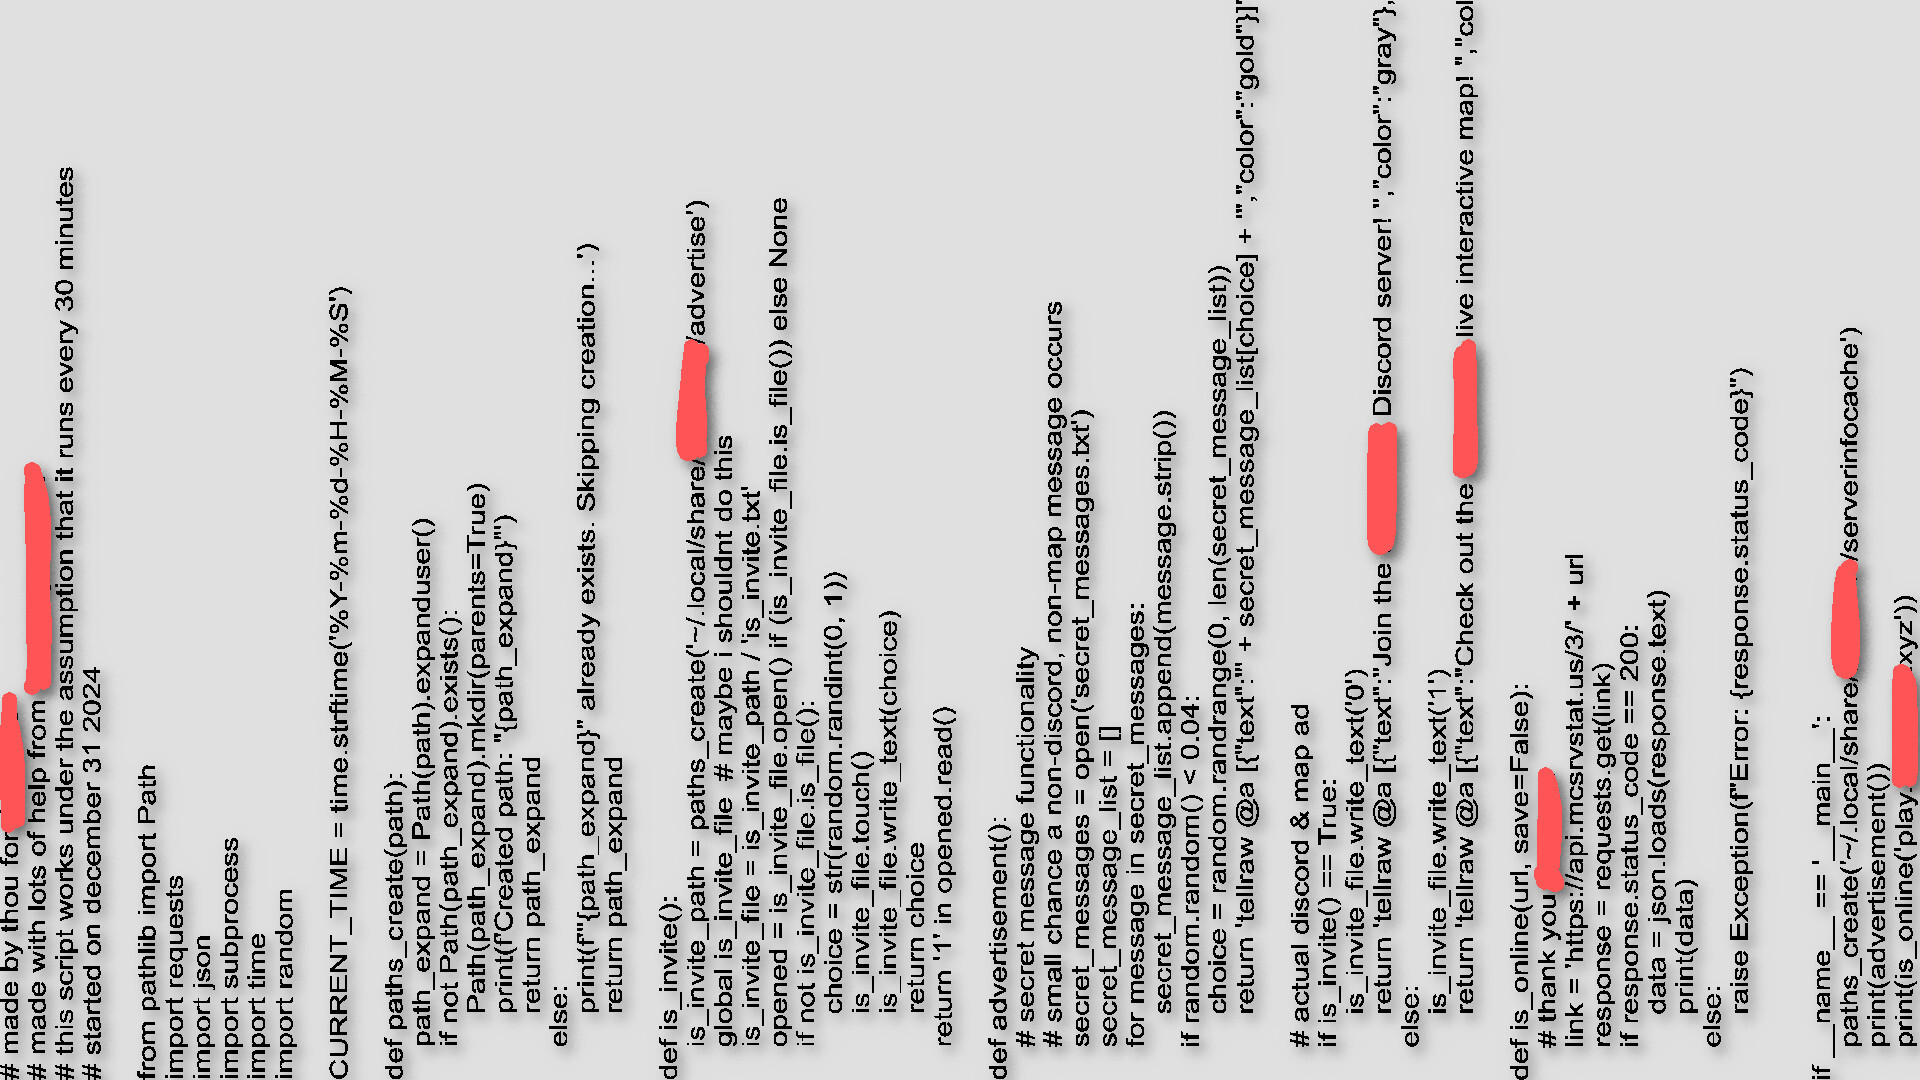 # made by thou for
# made with lots of help from
# this script works under the assumption that it runs every 30 minutes
# started on december 31 2024
from pathlib import Path
import requests
import json
import subprocess
import time
import random
CURRENT_TIME = time.strftime('%Y-%m-%d-%H-%M-%S')
def paths_create(path):
path_expand = Path(path).expanduser()
if not Path(path_expand).exists():
Path(path_expand).mkdir(parents=True)
print(f'Created path: "{path_expand}"')
return path_expand
else:
print(f'"{path_expand}" already exists. Skipping creation...')
return path_expand
def is_invite():
is_invite_path = paths_create('~/.local/share/ /advertise')
global is_invite_file # maybe i shouldnt do this
is_invite_file = is_invite_path / 'is_invite.txt'
opened = is_invite_file.open() if (is_invite_file.is_file()) else None
if not is_invite_file.is_file():
choice = str(random.randint(0, 1))
is_invite_file.touch()
is_invite_file.write_text(choice)
return choice
return '1' in opened.read()
def advertisement():
# secret message functionality
# small chance a non-discord, non-map message occurs
secret_messages = open('secret_messages.txt')
secret_message_list = []
for message in secret_messages:
secret_message_list.append(message.strip())
if random.random() < 0.04:
choice = random.randrange(0, len(secret_message_list))
return 'tellraw @a [{"text":"' + secret_message_list[choice] + '","color":"gold"}]'
# actual discord & map ad
if is_invite() == True:
is_invite_file.write_text('0')
return 'tellraw @a [{"text":"Join the Discord server! ","color":"gray"},
else:
is_invite_file.write_text('1')
return 'tellraw @a [{"text":"Check out the live interactive map! ","col
def is_online(url, save=False):
# thank you
link = 'https://api.mcsrvstat.us/3/' + url
response = requests.get(link)
if response.status_code == 200:
data = json.loads(response.text)
print(data)
else:
raise Exception(f"Error: {response.status_code}")
if __name__ == '__main__':
paths_create('~/.local/share/ /serverinfocache')
print(advertisement())
print(is_online('play. .xyz'))